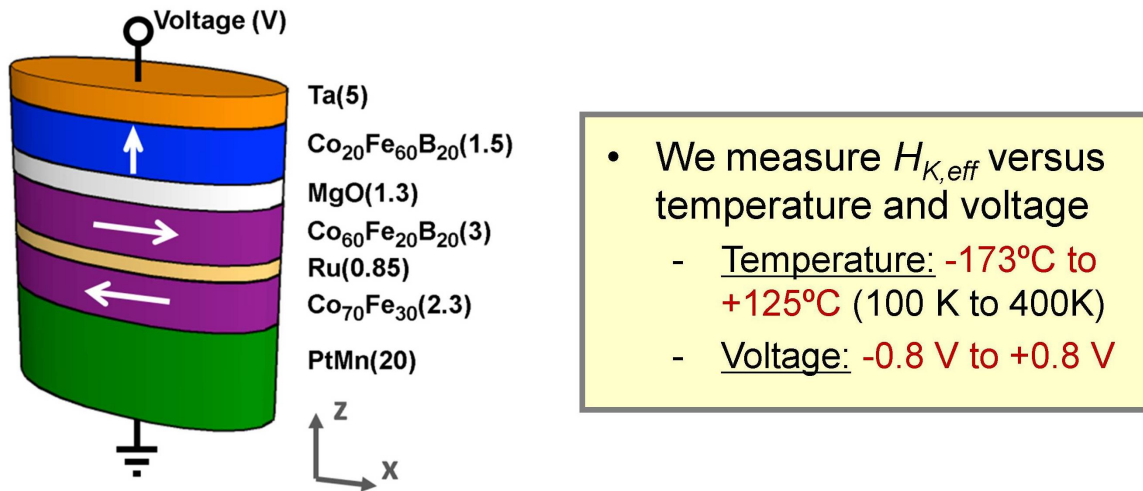 Voltage (V)
Ta(5)
Co20Fe60B20(1.5)
MgO(1.3)
Co60Fe20B20(3)
Ru(0.85)
Co70Fe30(2.3)
PtMn(20)
z
x
• We measure HK,eff versus
temperature and voltage
- Temperature: -173ºC to
+125ºC (100 K to 400K)
- Voltage: -0.8 V to +0.8 V